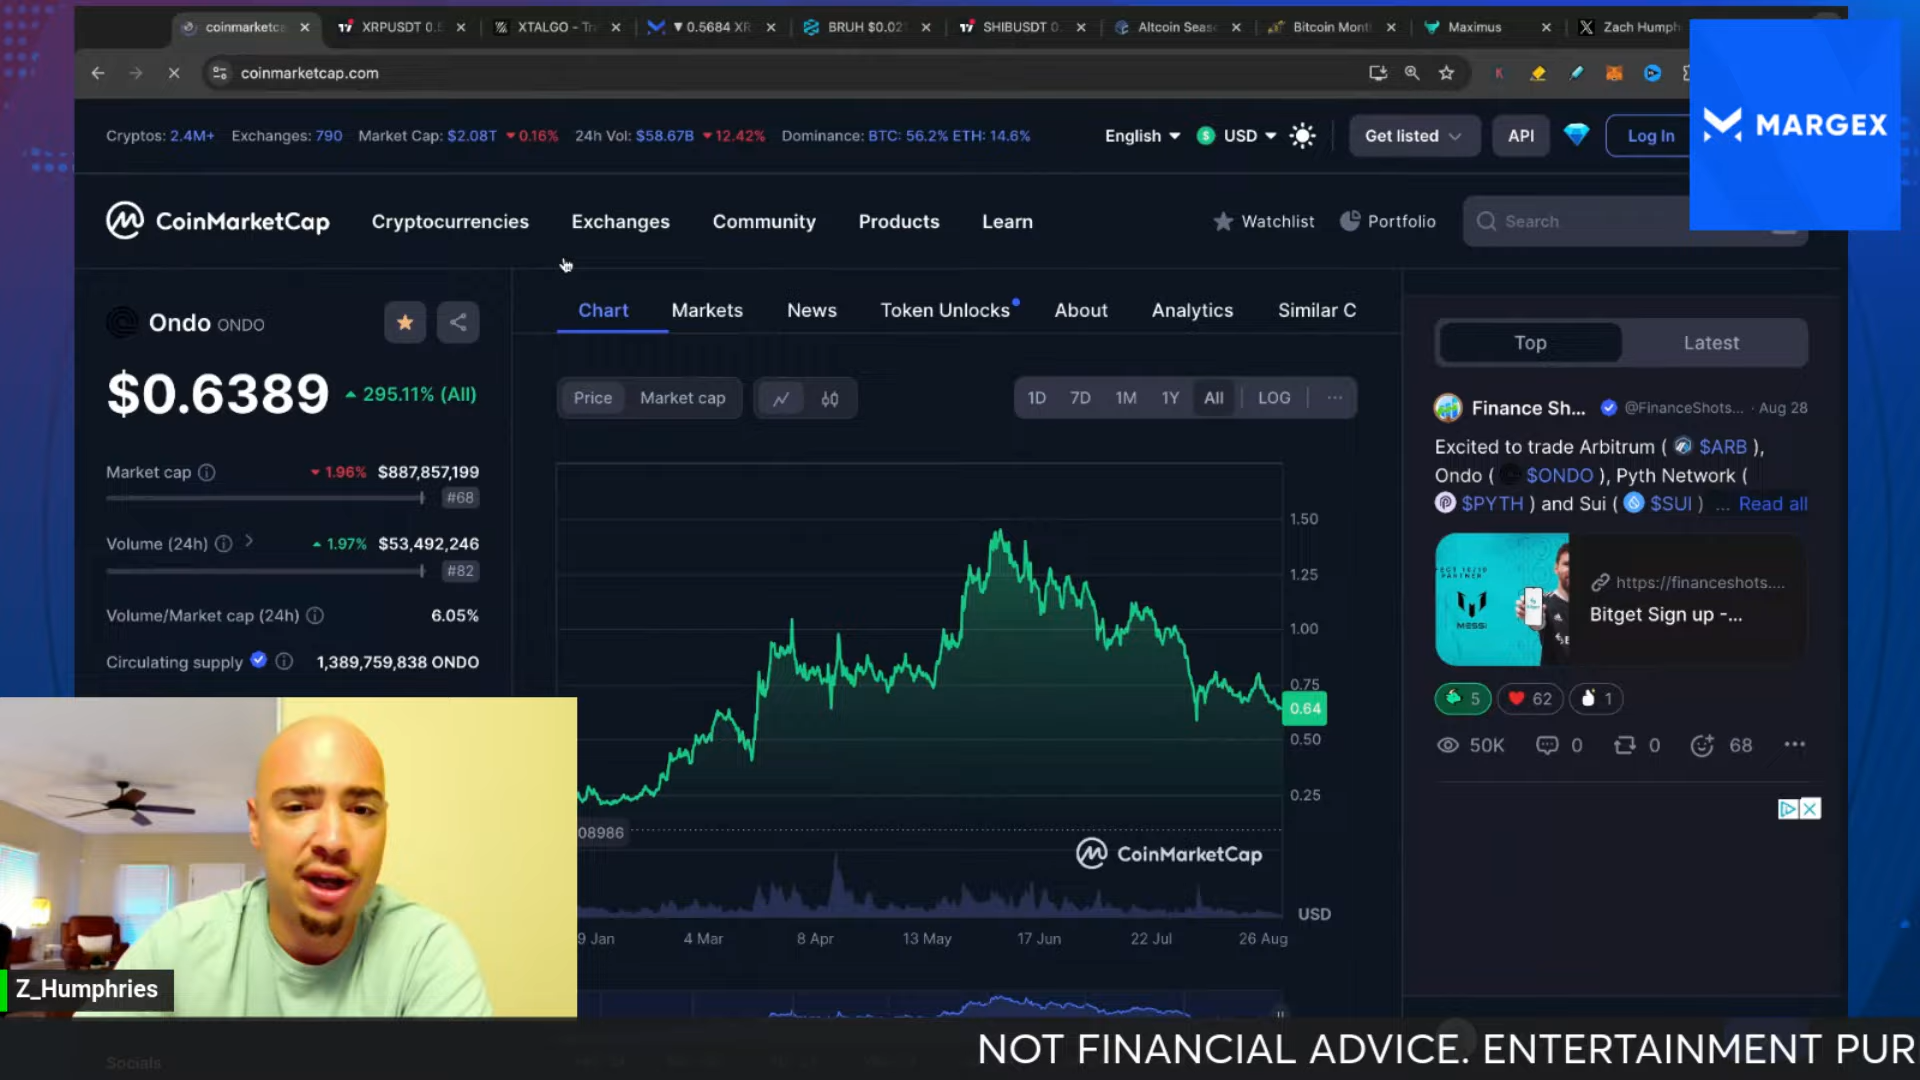 coinmarketca
XRPUSDT 0.5
XTALGO - Tra
▼ 0.5684 XR
BRUH $0.02
SHIBUSDT 0.
Altcoin Seas
Bitcoin Mont
Maximus
Zach Humph
coinmarketcap.com
MARGEX
Cryptos: 2.4M+ Exchanges: 790 Market Cap: $2.08T ▼ 0.16% 24h Vol: $58.67B ▼ 12.42% Dominance: BTC: 56.2% ETH: 14.6%
English USD Get listed API Log In
CoinMarketCap Cryptocurrencies Exchanges Community Products Learn Watchlist Portfolio Search
Ondo ONDO
$0.6389 ▲ 295.11% (All)
Market cap ▼ 1.96% $887,857,199
#68
Volume (24h) ▲ 1.97% $53,492,246
#82
Volume/Market cap (24h) 6.05%
Circulating supply 1,389,759,838 ONDO
Chart Markets News Token Unlocks About Analytics Similar C
Price Market cap 1D 7D 1M 1Y All LOG ...
1.50
1.25
1.00
0.75
0.64
0.50
0.25
08986
CoinMarketCap
USD
9 Jan 4 Mar 8 Apr 13 May 17 Jun 22 Jul 26 Aug
Top Latest
Finance Sh... @FinanceShots... · Aug 28
Excited to trade Arbitrum ( $ARB ),
Ondo ( $ONDO ), Pyth Network (
$PYTH ) and Sui ( $SUI ) ... Read all
MESSI
https://financeshots....
Bitget Sign up -...
5 62 1
50K 0 0 68 ...
Z_Humphries
Socials
NOT FINANCIAL ADVICE. ENTERTAINMENT PUR